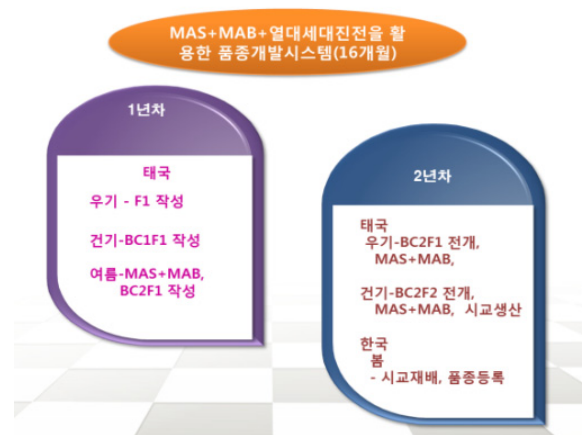 MAS+MAB+열대세대진전을 활
용한 품종개발시스템(16개월)
1년차
태국
우기 - F1 작성
건기-BC1F1 작성
여름-MAS+MAB,
BC2F1 작성
2년차
태국
우기-BC2F1 전개,
MAS+MAB,
건기-BC2F2 전개,
MAS+MAB, 시교생산
한국
봄
- 시교재배, 품종등록